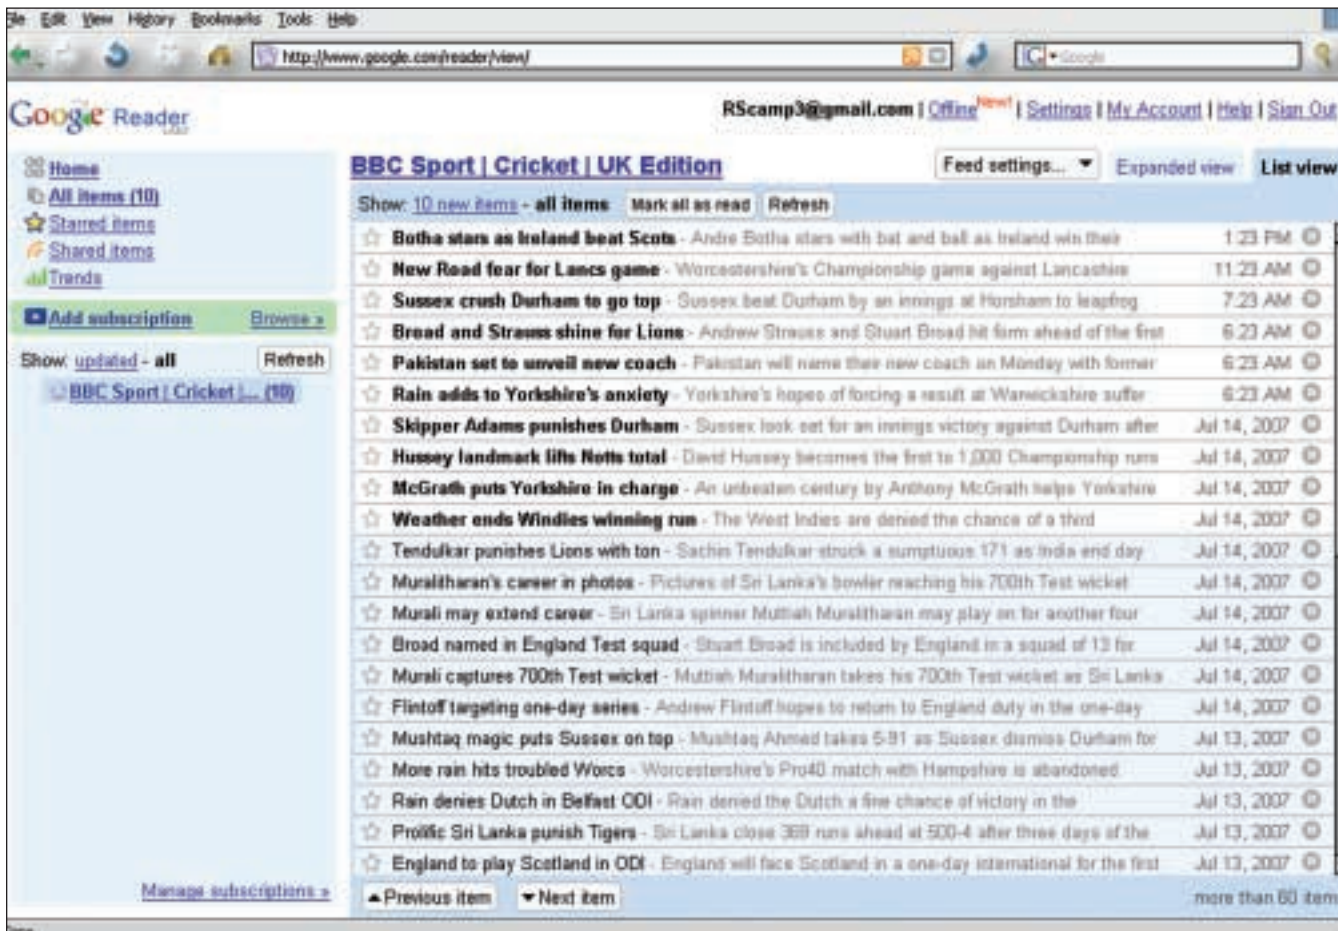 File Edit View History Bookmarks Tools Help
http://www.google.com/reader/view/
Google
Google Reader
RScamp3@gmail.com | Offline New! | Settings | My Account | Help | Sign Out
Home
All items (10)
Starred items
Shared items
Trends
Add subscription Browse »
Show: updated - all Refresh
BBC Sport | Cricket |... (10)
Manage subscriptions »
BBC Sport | Cricket | UK Edition Feed settings... Expanded view List view
Show: 10 new items - all items Mark all as read Refresh
Botha stars as Ireland beat Scots - Andre Botha stars with bat and ball as Ireland win their 1:23 PM
New Road fear for Lancs game - Worcestershire's Championship game against Lancashire 11:23 AM
Sussex crush Durham to go top - Sussex beat Durham by an innings at Horsham to leapfrog 7:23 AM
Broad and Strauss shine for Lions - Andrew Strauss and Stuart Broad hit form ahead of the first 6:23 AM
Pakistan set to unveil new coach - Pakistan will name their new coach on Monday with former 6:23 AM
Rain adds to Yorkshire's anxiety - Yorkshire's hopes of forcing a result at Warwickshire suffer 6:23 AM
Skipper Adams punishes Durham - Sussex look set for an innings victory against Durham after Jul 14, 2007
Hussey landmark lifts Notts total - David Hussey becomes the first to 1,000 Championship runs Jul 14, 2007
McGrath puts Yorkshire in charge - An unbeaten century by Anthony McGrath helps Yorkshire Jul 14, 2007
Weather ends Windies winning run - The West Indies are denied the chance of a third Jul 14, 2007
Tendulkar punishes Lions with ton - Sachin Tendulkar struck a sumptuous 171 as India end day Jul 14, 2007
Muralitharan's career in photos - Pictures of Sri Lanka's bowler reaching his 700th Test wicket Jul 14, 2007
Murali may extend career - Sri Lanka spinner Muttiah Muralitharan may play on for another four Jul 14, 2007
Broad named in England Test squad - Stuart Broad is included by England in a squad of 13 for Jul 14, 2007
Murali captures 700th Test wicket - Muttiah Muralitharan takes his 700th Test wicket as Sri Lanka Jul 14, 2007
Flintoff targeting one-day series - Andrew Flintoff hopes to return to England duty in the one-day Jul 14, 2007
Mushtaq magic puts Sussex on top - Mushtaq Ahmed takes 5-91 as Sussex dismiss Durham for Jul 13, 2007
More rain hits troubled Worcs - Worcestershire's Pro40 match with Hampshire is abandoned Jul 13, 2007
Rain denies Dutch in Belfast ODI - Rain denied the Dutch a fine chance of victory in the Jul 13, 2007
Prolific Sri Lanka punish Tigers - Sri Lanka close 369 runs ahead at 500-4 after three days of the Jul 13, 2007
England to play Scotland in ODI - England will face Scotland in a one-day international for the first Jul 13, 2007
Previous item Next item more than 60 item